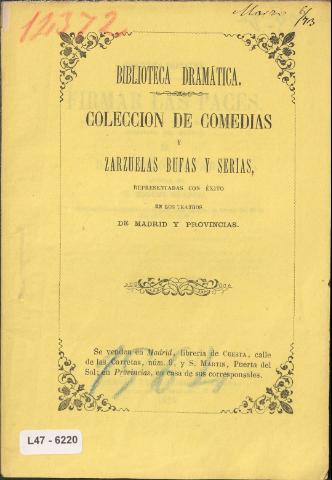 12372
Marzo 6/73
BIBLIOTECA DRAMÁTICA.
COLECCION DE COMEDIAS
Y
ZARZUELAS BUFAS Y SERIAS,
REPRESENTADAS CON ÉXITO
EN LOS TEATROS
DE MADRID Y PROVINCIAS.
Se venden en Madrid, librería de CUESTA, calle
de las Carretas, núm. 9, y S. MARTIN, Puerta del
Sol; en Provincias, en casa de sus corresponsales.
L47 - 6220